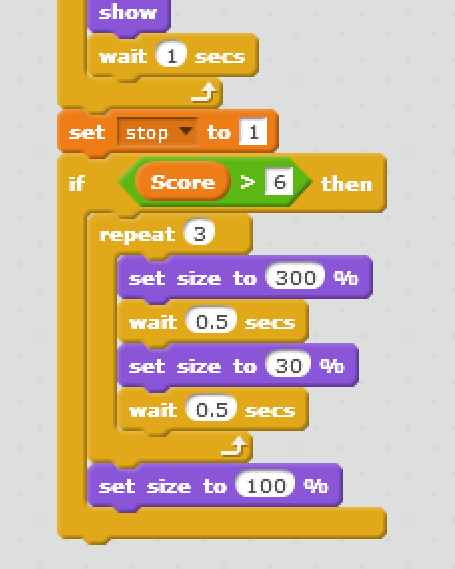 show
wait 1 secs
set stop to 1
if Score > 6 then
repeat 3
set size to 300 %
wait 0.5 secs
set size to 30 %
wait 0.5 secs
set size to 100 %